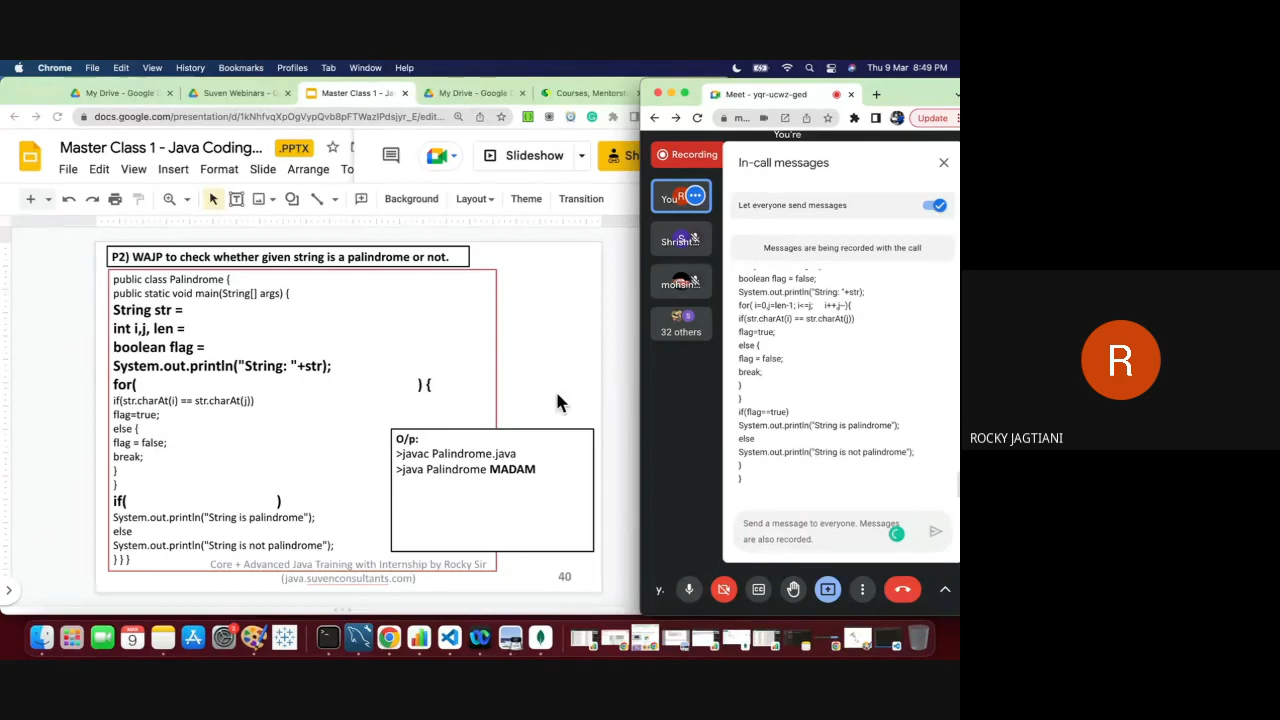 Chrome File Edit View History Bookmarks Profiles Tab Window Help Thu 9 Mar 8:49 PM
My Drive - Google Suven Webinars - G Master Class 1 - J My Drive - Google D Courses, Mentorsh
docs.google.com/presentation/d/1kNhfvqXpOgVypQvb8pFTWazIPdsjyr_E/edit...
Master Class 1 - Java Coding... .PPTX
File Edit View Insert Format Slide Arrange To
Slideshow Sh
Background Layout Theme Transition
P2) WAJP to check whether given string is a palindrome or not.
public class Palindrome {
public static void main(String[] args) {
String str =
int i,j, len =
boolean flag =
System.out.println("String: "+str);
for( ) {
if(str.charAt(i) == str.charAt(j))
flag=true;
else {
flag = false;
break;
}
}
if( )
System.out.println("String is palindrome");
else
System.out.println("String is not palindrome");
} } }
O/p:
>javac Palindrome.java
>java Palindrome MADAM
Core + Advanced Java Training with Internship by Rocky Sir
(java.suvenconsultants.com)
40
Meet - yqr-ucwz-ged
m... Update
You're
Recording
You
Shrisht...
mohsin...
32 others
In-call messages
Let everyone send messages
Messages are being recorded with the call
boolean flag = false;
System.out.println("String: "+str);
for( i=0,j=len-1; i<=j; i++,j--){
if(str.charAt(i) == str.charAt(j))
flag=true;
else {
flag = false;
break;
}
}
if(flag==true)
System.out.println("String is palindrome");
else
System.out.println("String is not palindrome");
}
}
Send a message to everyone. Messages
are also recorded.
y.
R
ROCKY JAGTIANI